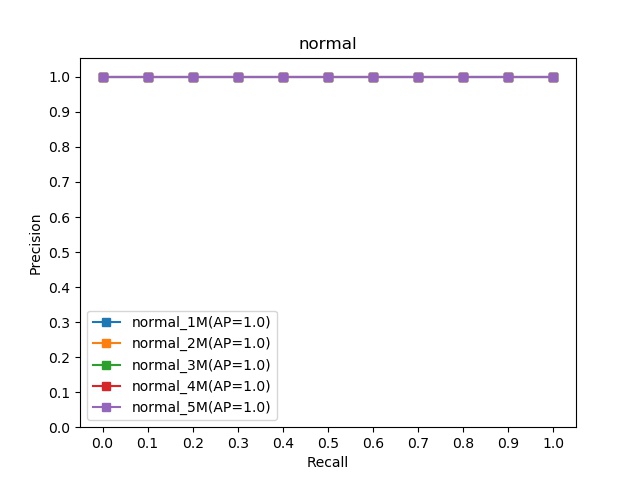 normal
Precision
1.0
0.9
0.8
0.7
0.6
0.5
0.4
0.3
0.2
0.1
0.0
normal_1M(AP=1.0)
normal_2M(AP=1.0)
normal_3M(AP=1.0)
normal_4M(AP=1.0)
normal_5M(AP=1.0)
0.0 0.1 0.2 0.3 0.4 0.5 0.6 0.7 0.8 0.9 1.0
Recall